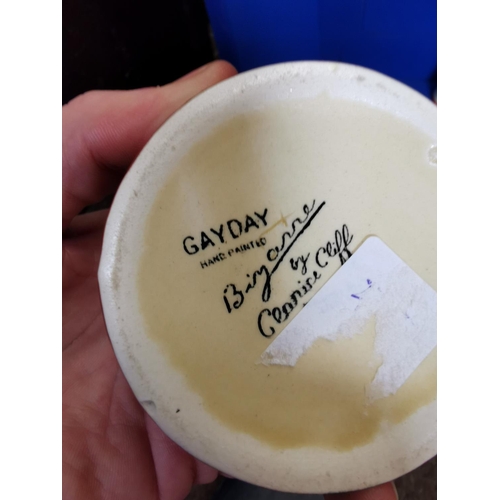 GAYDAY
HAND PAINTED
Bizarre
by
Clarice Cliff